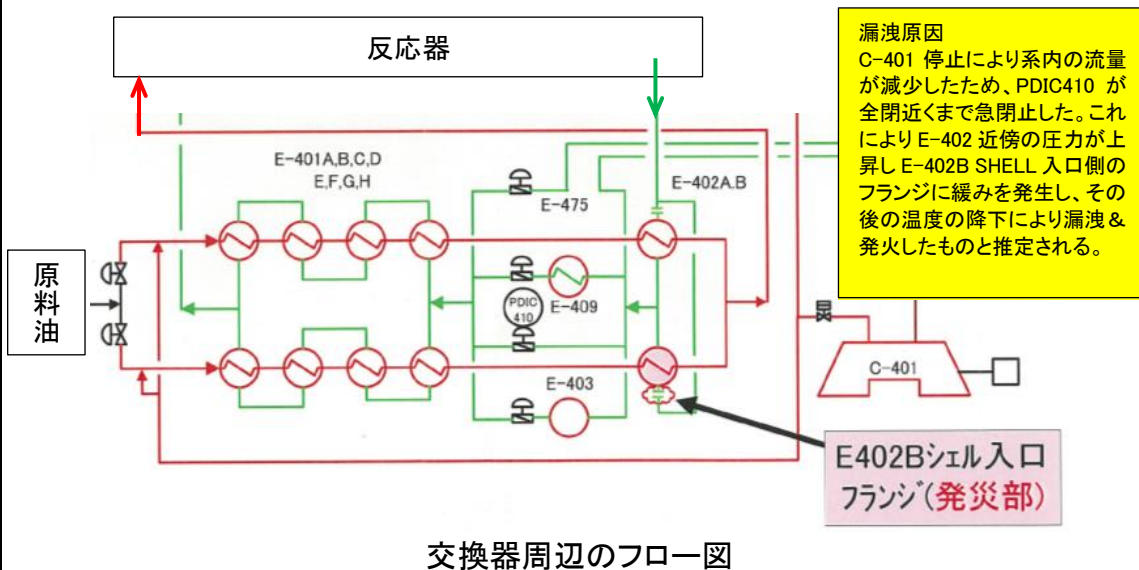 反応器
漏洩原因
C-401 停止により系内の流量
が減少したため、PDIC410 が
全閉近くまで急閉止した。これ
により E-402 近傍の圧力が上
昇し E-402B SHELL 入口側の
フランジに緩みを発生し、その
後の温度の降下により漏洩&
発火したものと推定される。
E-401A,B,C,D
E,F,G,H
E-475
E-402A.B
原料油
E-409
PDIC
410
E-403
C-401
E402Bシェル入口
フランジ(発災部)
交換器周辺のフロー図